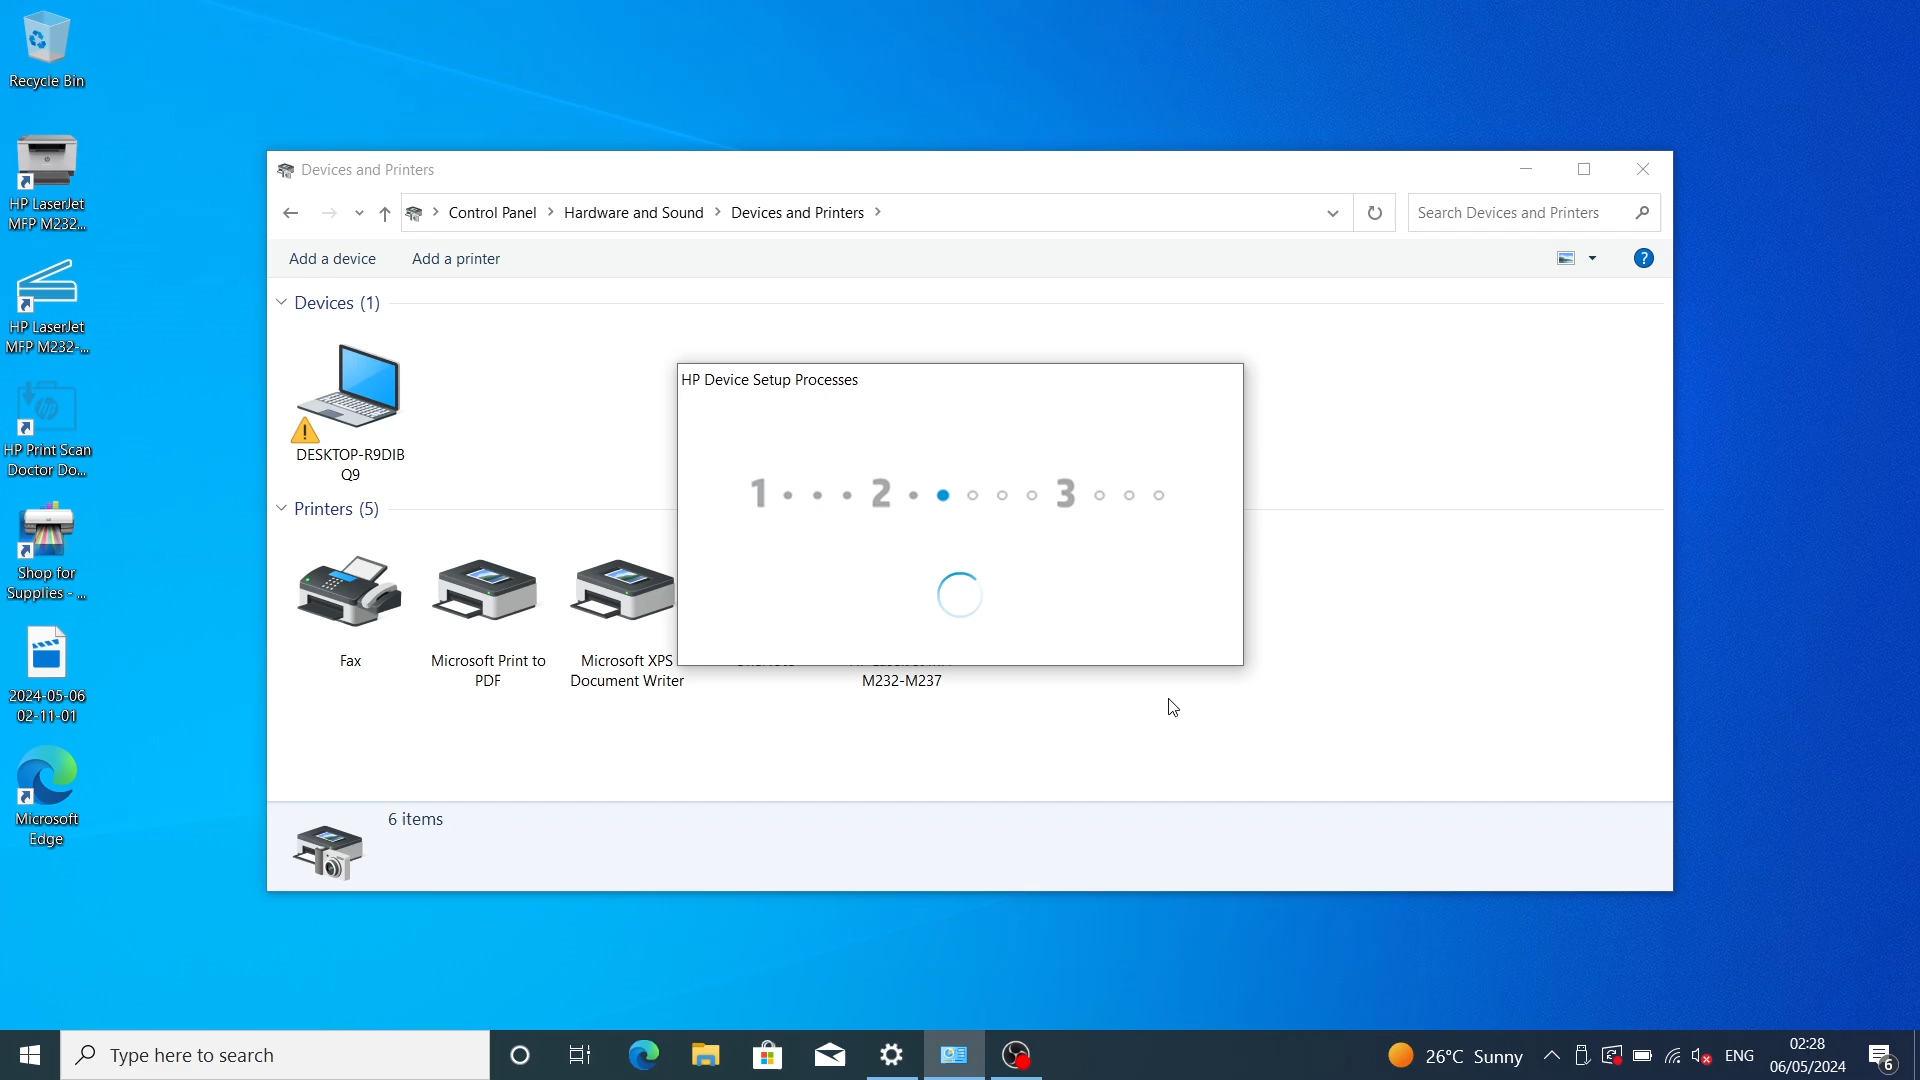 Recycle Bin
HP LaserJet
MFP M232...
HP LaserJet
MFP M232-...
HP Print Scan
Doctor Do...
Shop for
Supplies - ...
2024-05-06
02-11-01
Microsoft
Edge
Devices and Printers
Control Panel > Hardware and Sound > Devices and Printers >
Search Devices and Printers
Add a device
Add a printer
?
Devices (1)
DESKTOP-R9DIB
Q9
Printers (5)
Fax
Microsoft Print to
PDF
Microsoft XPS
Document Writer
M232-M237
HP Device Setup Processes
1 2 3
6 items
Type here to search
26°C Sunny
ENG
02:28
06/05/2024
6